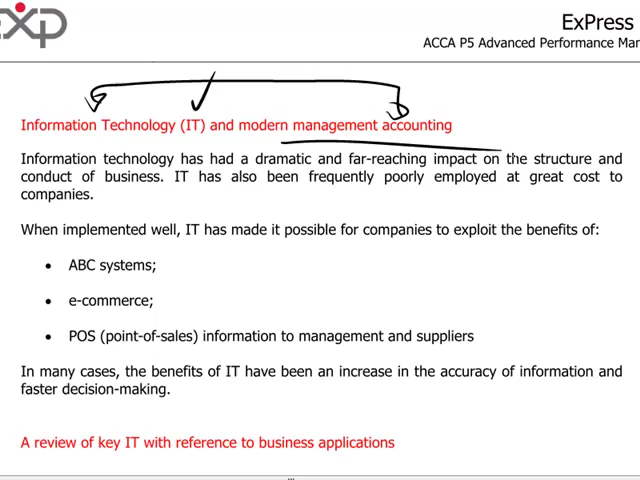 exp
ExPress
ACCA P5 Advanced Performance Mar
Information Technology (IT) and modern management accounting
Information technology has had a dramatic and far-reaching impact on the structure and
conduct of business. IT has also been frequently poorly employed at great cost to
companies.
When implemented well, IT has made it possible for companies to exploit the benefits of:
• ABC systems;
• e-commerce;
• POS (point-of-sales) information to management and suppliers
In many cases, the benefits of IT have been an increase in the accuracy of information and
faster decision-making.
A review of key IT with reference to business applications